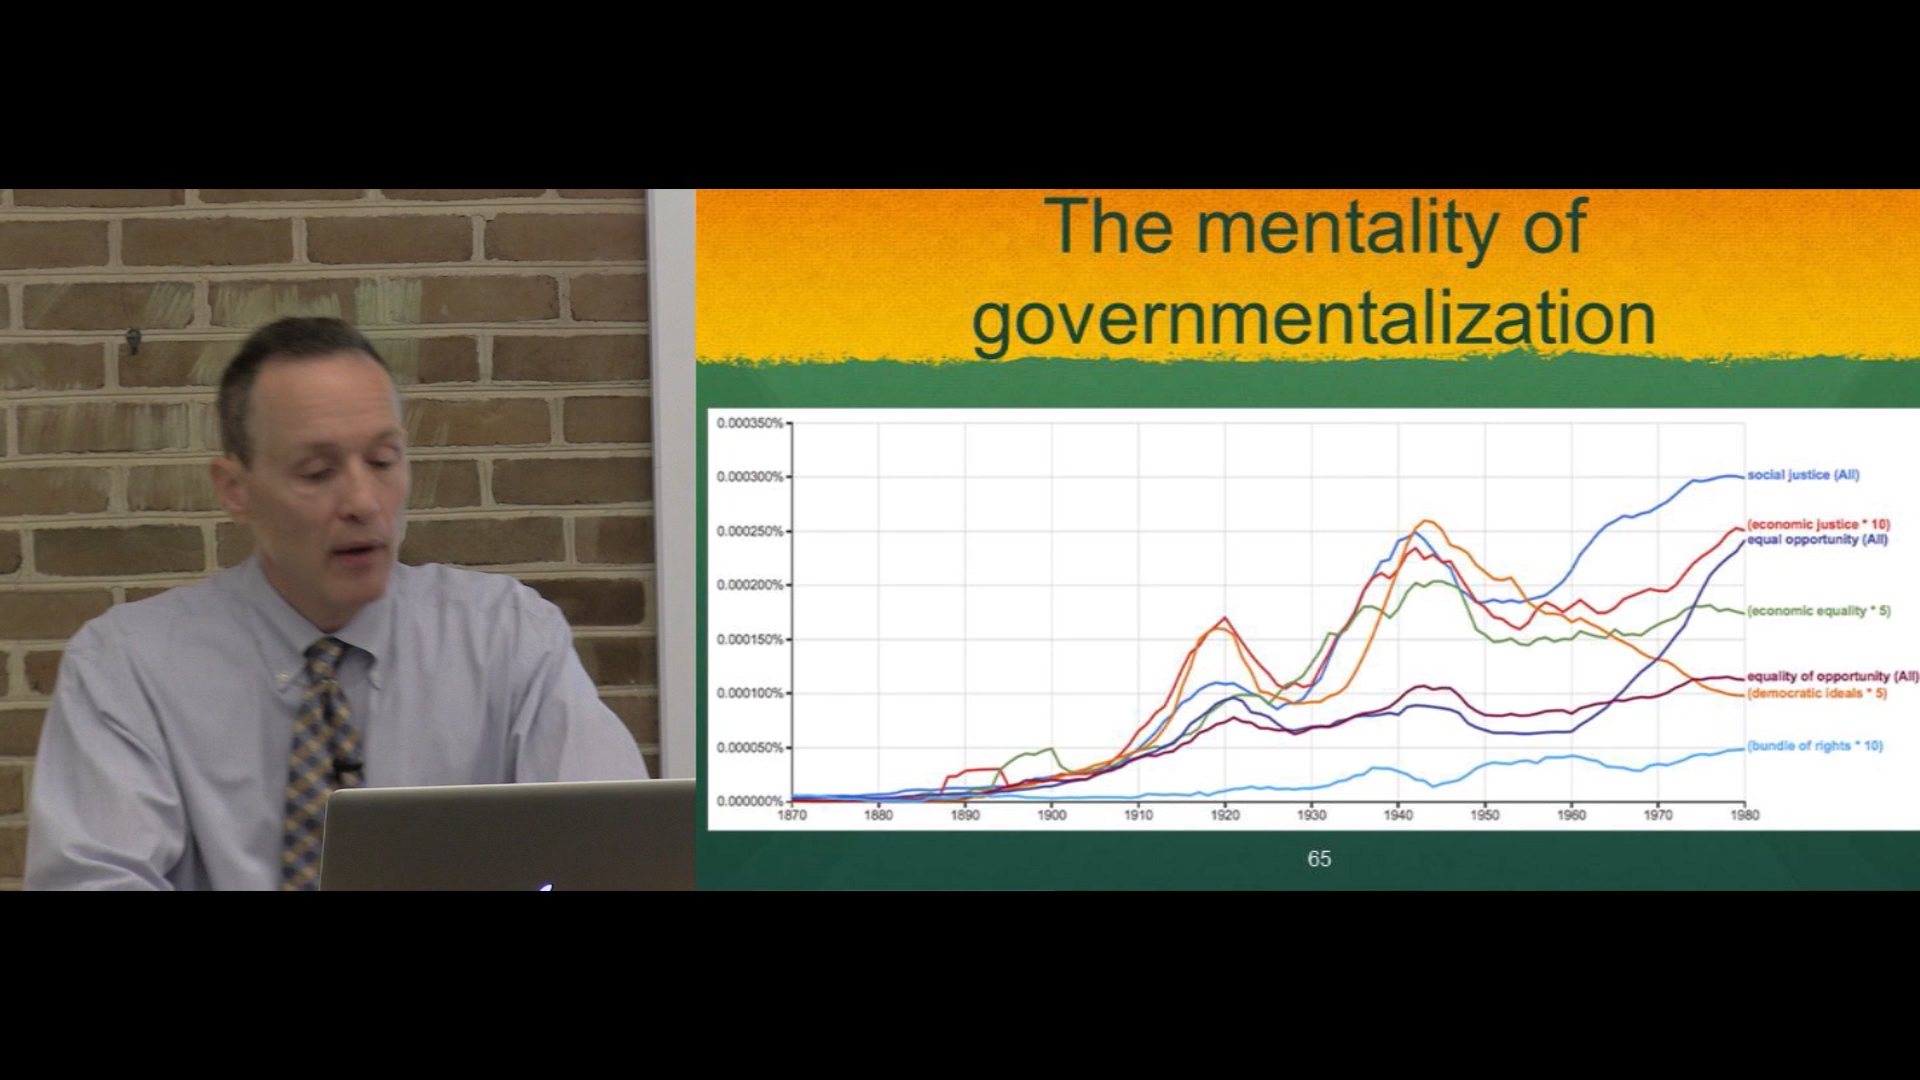 The mentality of
governmentalization
0.000350%
0.000300%
0.000250%
0.000200%
0.000150%
0.000100%
0.000050%
0.000000%
1870 1880 1890 1900 1910 1920 1930 1940 1950 1960 1970 1980
social justice (All)
(economic justice * 10)
equal opportunity (All)
(economic equality * 5)
equality of opportunity (All)
(democratic ideals * 5)
(bundle of rights * 10)
65